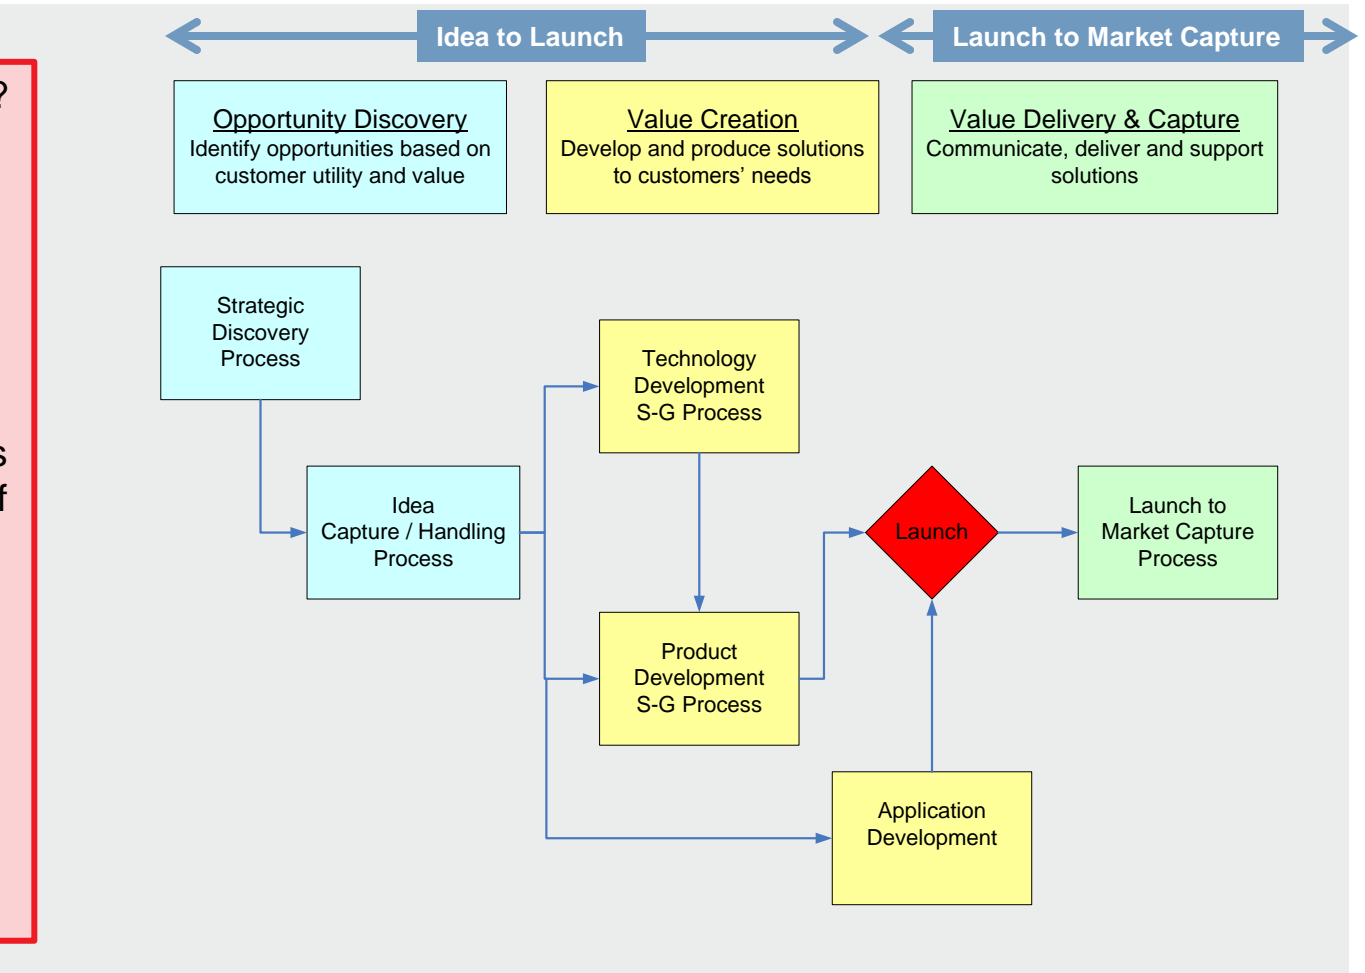 Idea to Launch
Launch to Market Capture
?
s
f
Opportunity Discovery
Identify opportunities based on
customer utility and value
Value Creation
Develop and produce solutions
to customers’ needs
Value Delivery & Capture
Communicate, deliver and support
solutions
Strategic
Discovery
Process
Technology
Development
S-G Process
Idea
Capture / Handling
Process
Launch
Launch to
Market Capture
Process
Product
Development
S-G Process
Application
Development